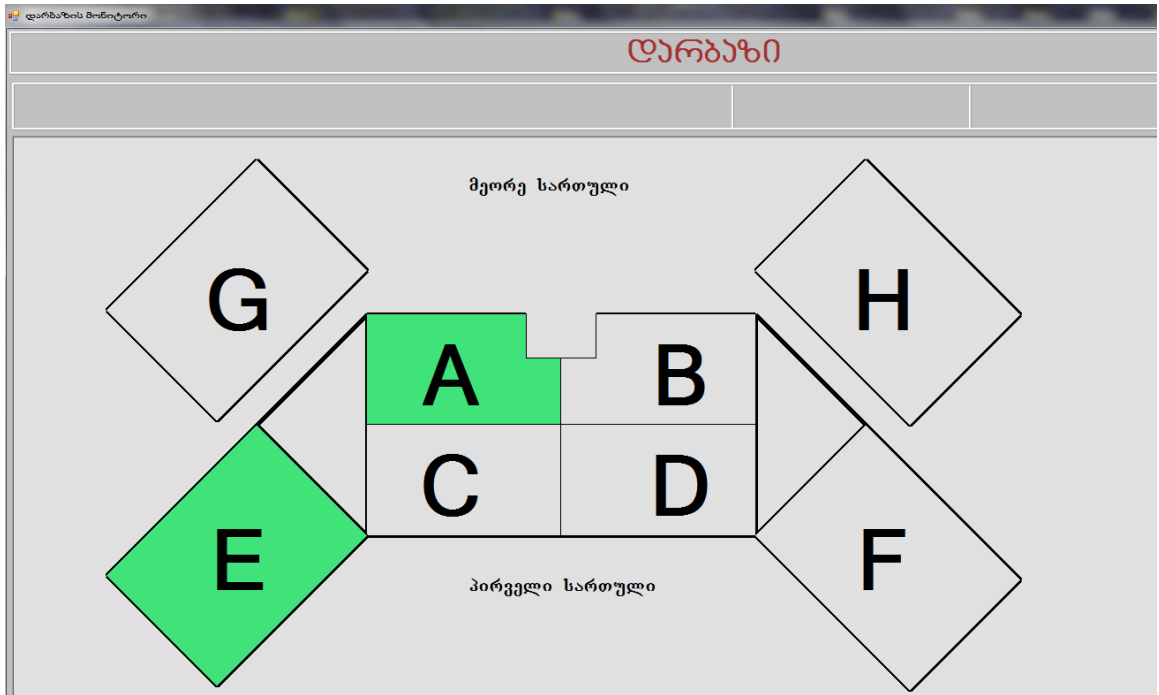 დარბაზის მონიტორი
დარბაზი
მეორე სართული
G
H
A
B
C
D
E
F
პირველი სართული